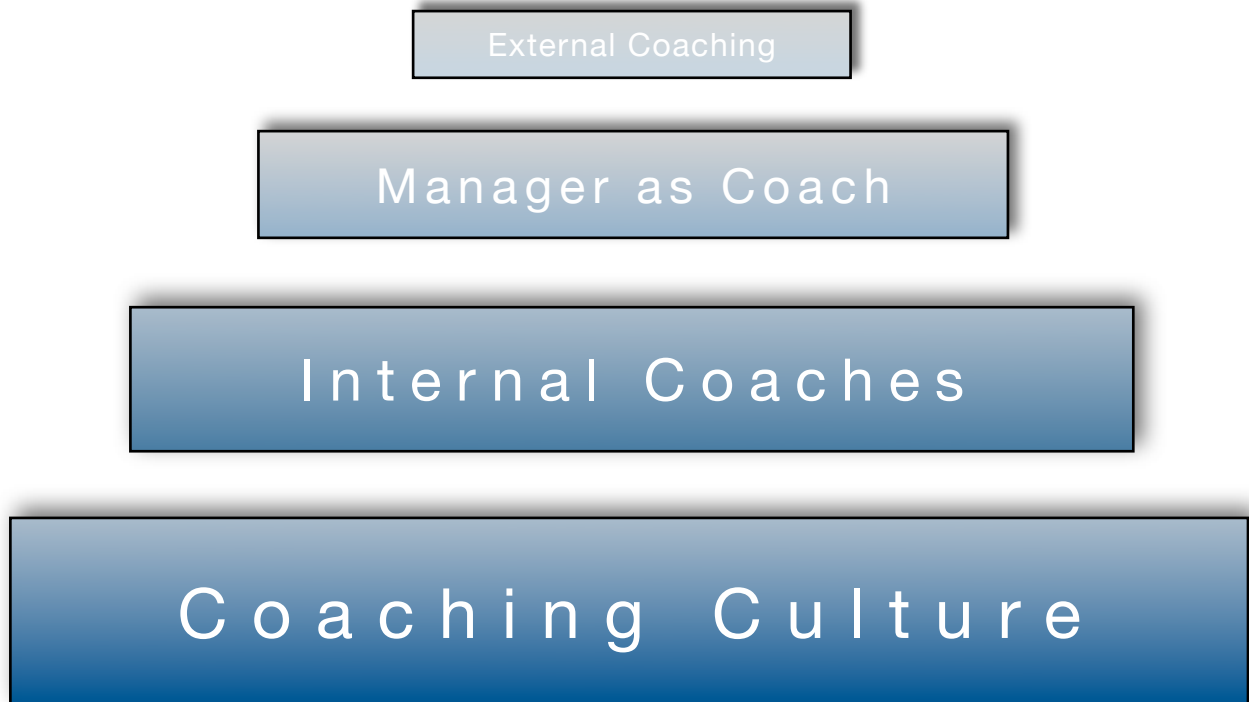 External Coaching
Manager as Coach
Internal Coaches
Coaching Culture